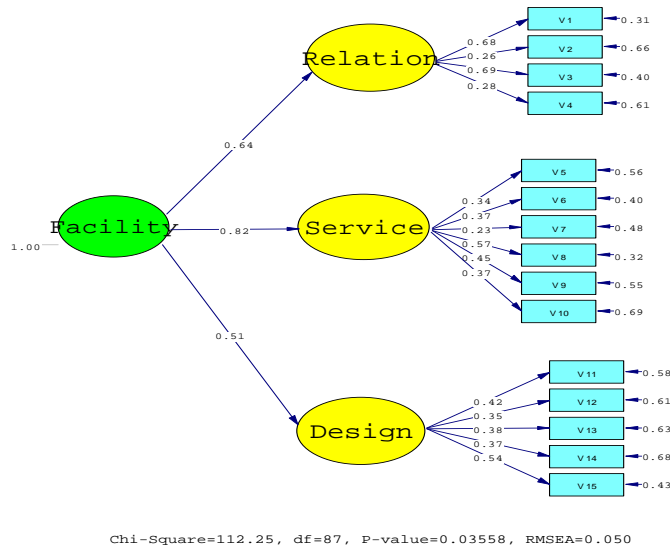 V1
0.31
0.68
Relation
0.26
V2
0.66
0.69
V3
0.40
0.28
V4
0.61
0.64
V5
0.56
0.34
V6
0.40
0.37
Facility
0.82
Service
0.23
V7
0.48
1.00
0.57
V8
0.32
0.45
V9
0.55
0.37
V10
0.69
0.51
V11
0.58
0.42
V12
0.61
0.35
Design
0.38
V13
0.63
0.37
V14
0.68
0.54
V15
0.43
Chi-Square=112.25, df=87, P-value=0.03558, RMSEA=0.050